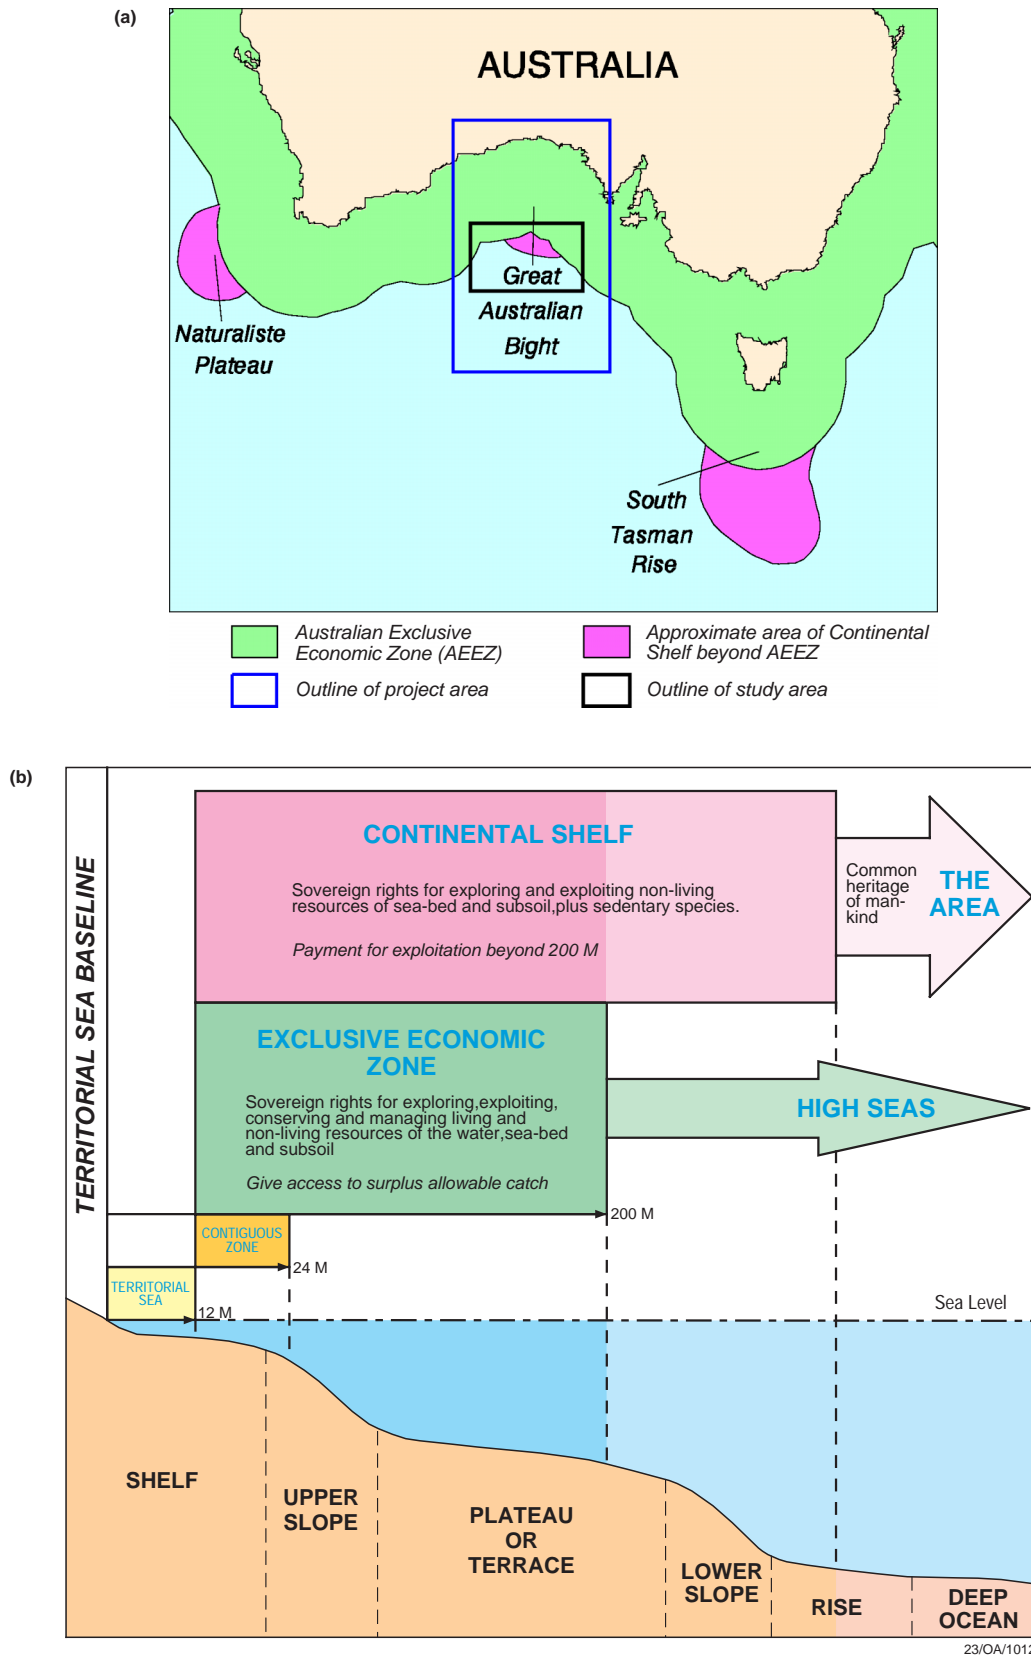 (a)
AUSTRALIA
Great
Australian
Bight
Naturaliste
Plateau
South
Tasman
Rise
Australian Exclusive
Economic Zone (AEEZ)
Approximate area of Continental
Shelf beyond AEEZ
Outline of project area
Outline of study area
(b)
TERRITORIAL SEA BASELINE
CONTINENTAL SHELF
Sovereign rights for exploring and exploiting non-living
resources of sea-bed and subsoil,plus sedentary species.
Payment for exploitation beyond 200 M
Common
heritage
of man-
kind
THE
AREA
EXCLUSIVE ECONOMIC
ZONE
Sovereign rights for exploring,exploiting,
conserving and managing living and
non-living resources of the water,sea-bed
and subsoil
Give access to surplus allowable catch
HIGH SEAS
200 M
CONTIGUOUS
ZONE
24 M
TERRITORIAL
SEA
12 M
Sea Level
SHELF
UPPER
SLOPE
PLATEAU
OR
TERRACE
LOWER
SLOPE
RISE
DEEP
OCEAN
23/OA/1012